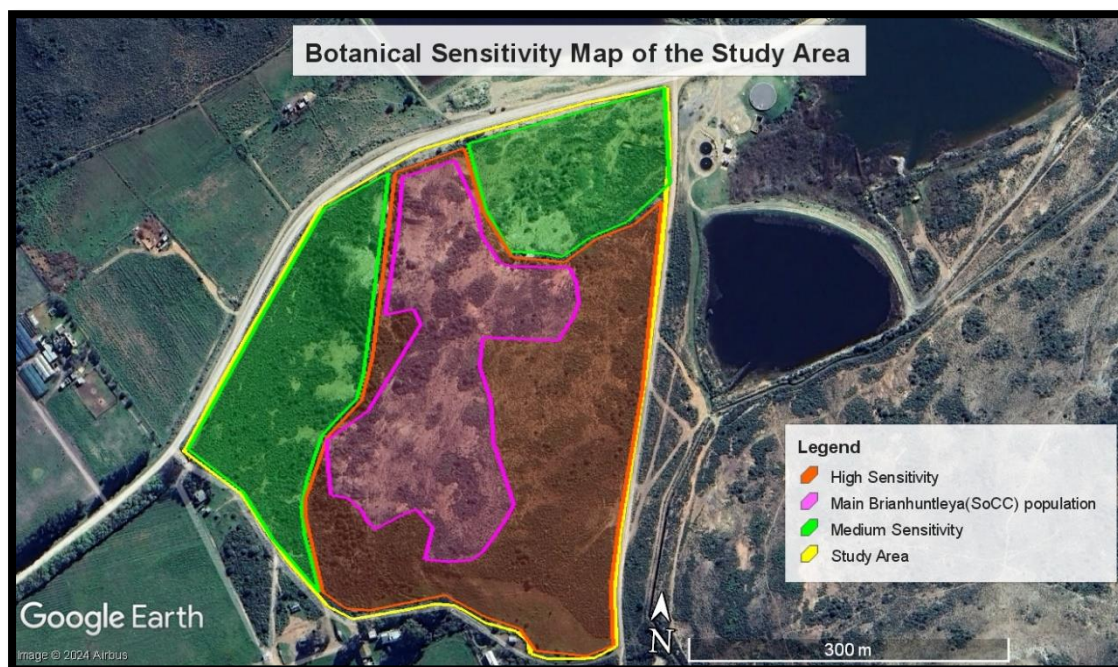 Botanical Sensitivity Map of the Study Area
Legend
High Sensitivity
Main Brianhuntleya(SoCC) population
Medium Sensitivity
Study Area
Google Earth
Image © 2024 Airbus
N
300 m